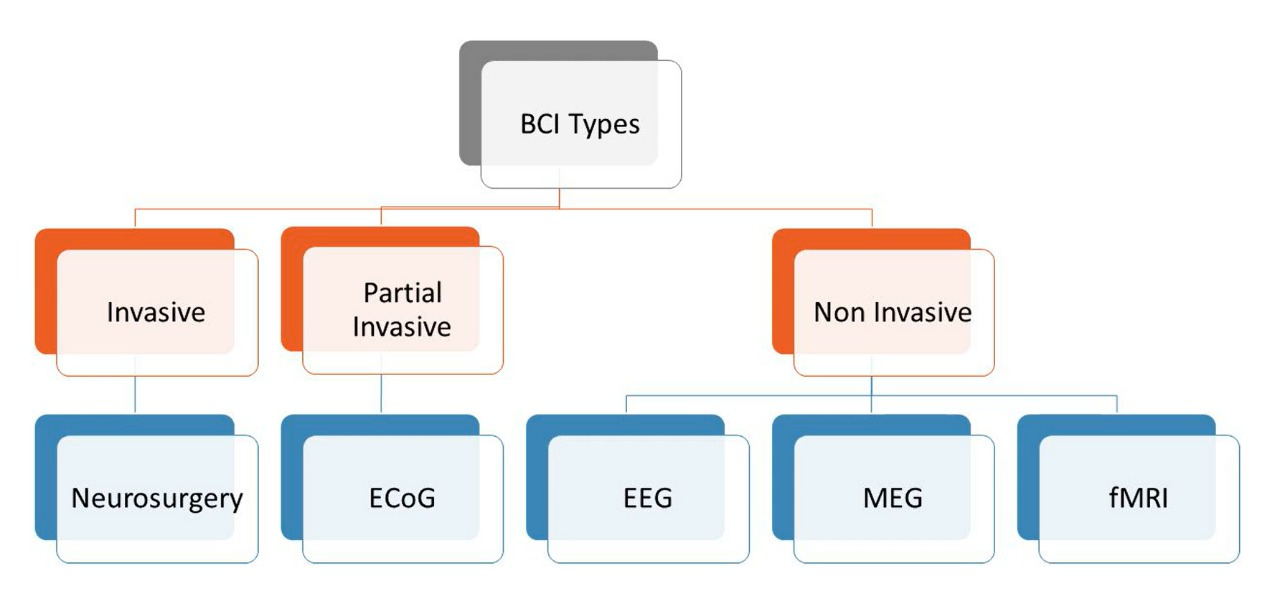 BCI Types
Invasive
Partial
Invasive
Non Invasive
Neurosurgery
ECoG
EEG
MEG
fMRI